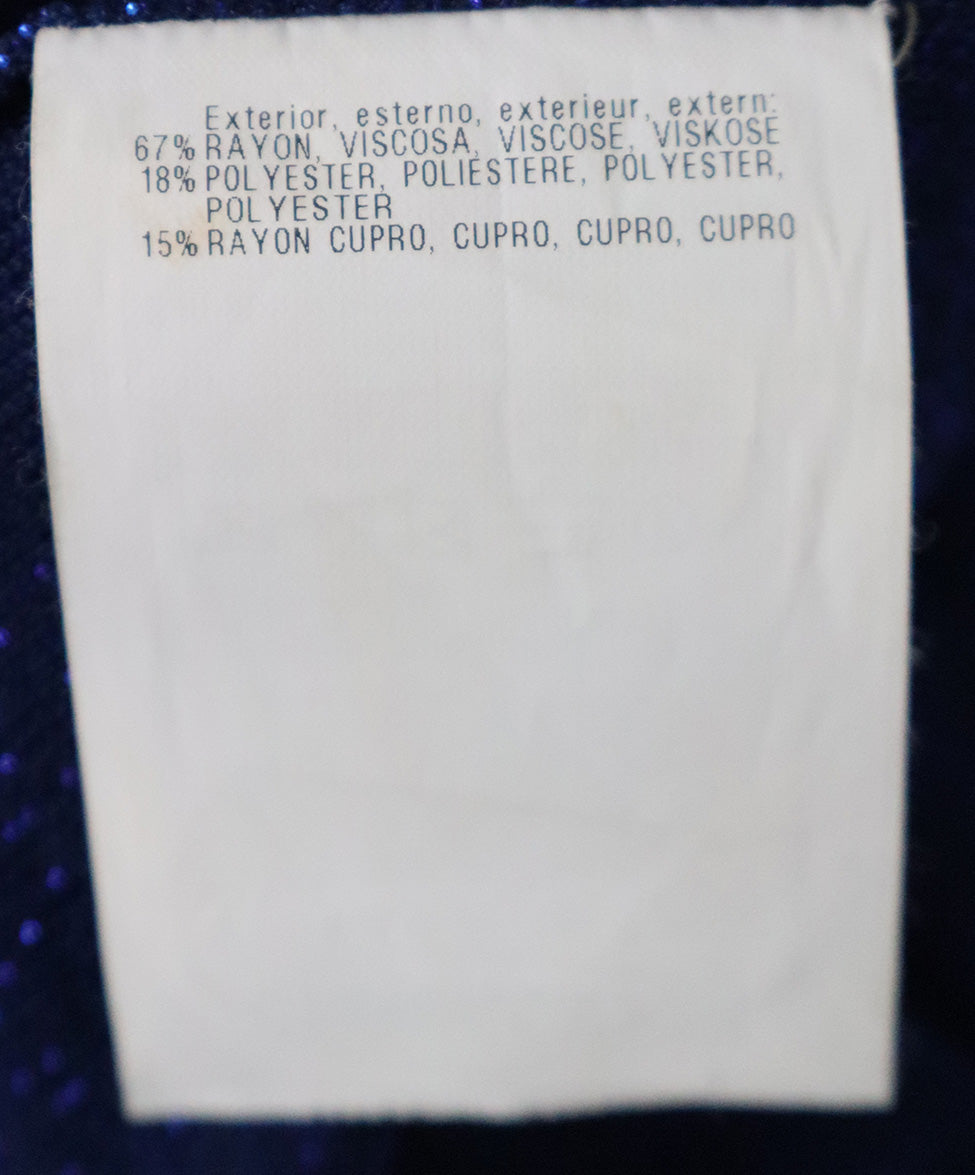 Exterior, esterno, exterieur, extern:
67% RAYON, VISCOSA, VISCOSE, VISKOSE
18% POLYESTER, POLIESTERE, POLYESTER,
POLYESTER
15% RAYON CUPRO, CUPRO, CUPRO, CUPRO